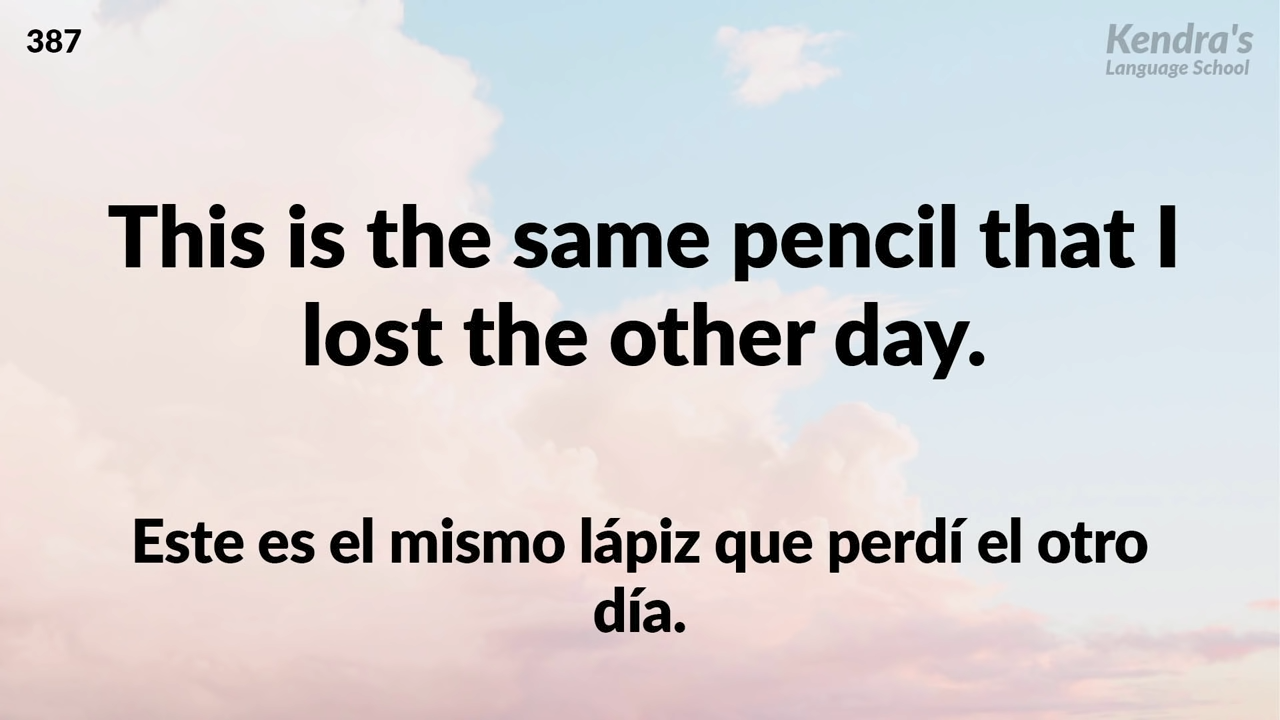 387
Kendra's
Language School
This is the same pencil that I
lost the other day.
Este es el mismo lápiz que perdí el otro
día.